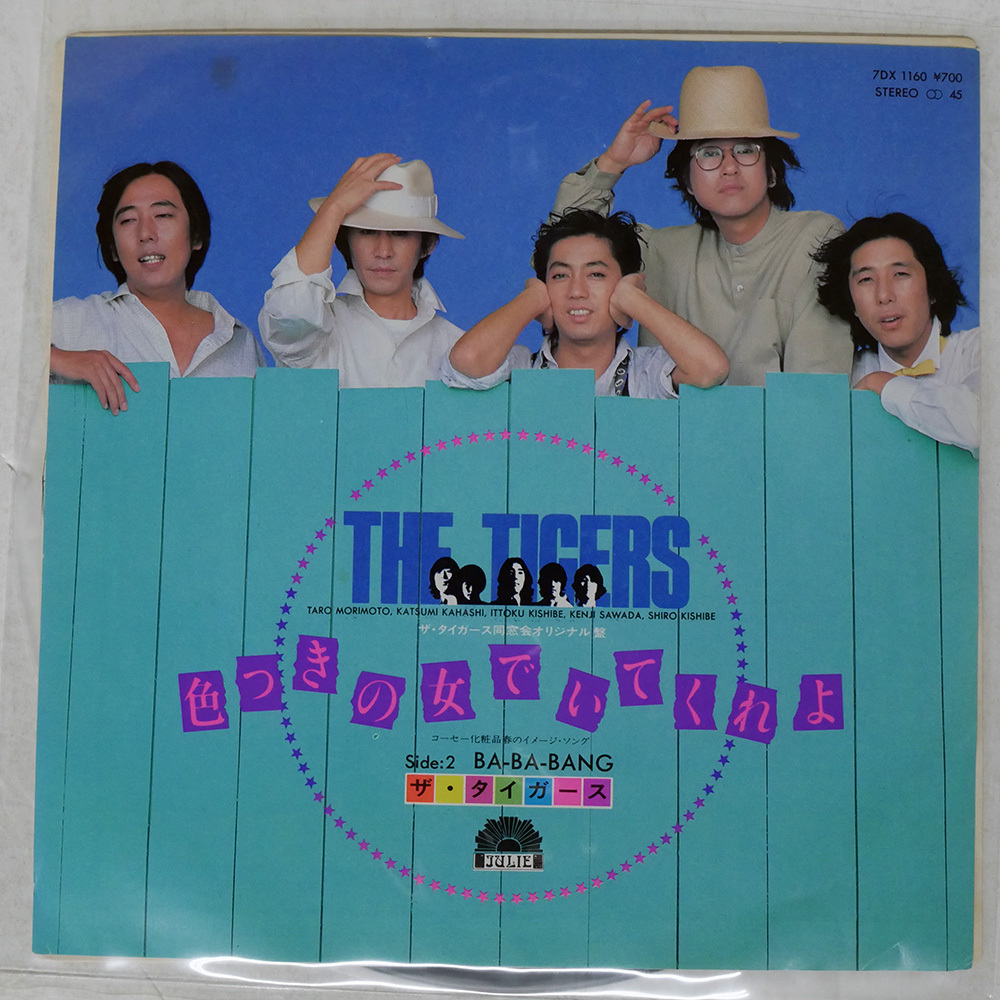 7DX 1160 ¥700
STEREO 45
THE TIGERS
TARO MORIMOTO, KATSUMI KAHASHI, ITTOKU KISHIBE, KENJI SAWADA, SHIRO KISHIBE
ザ・タイガース同窓会オリジナル盤
色つきの女でいてくれよ
コーセー化粧品春のイメージ・ソング
Side:2 BA-BA-BANG
ザ・タイガース
JULIE